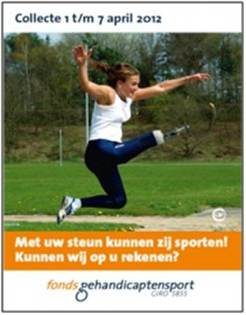 Collecte 1 t/m 7 april 2012
Met uw steun kunnen zij sporten!
Kunnen wij op u rekenen?
fonds gehandicaptensport
GIRO 5855